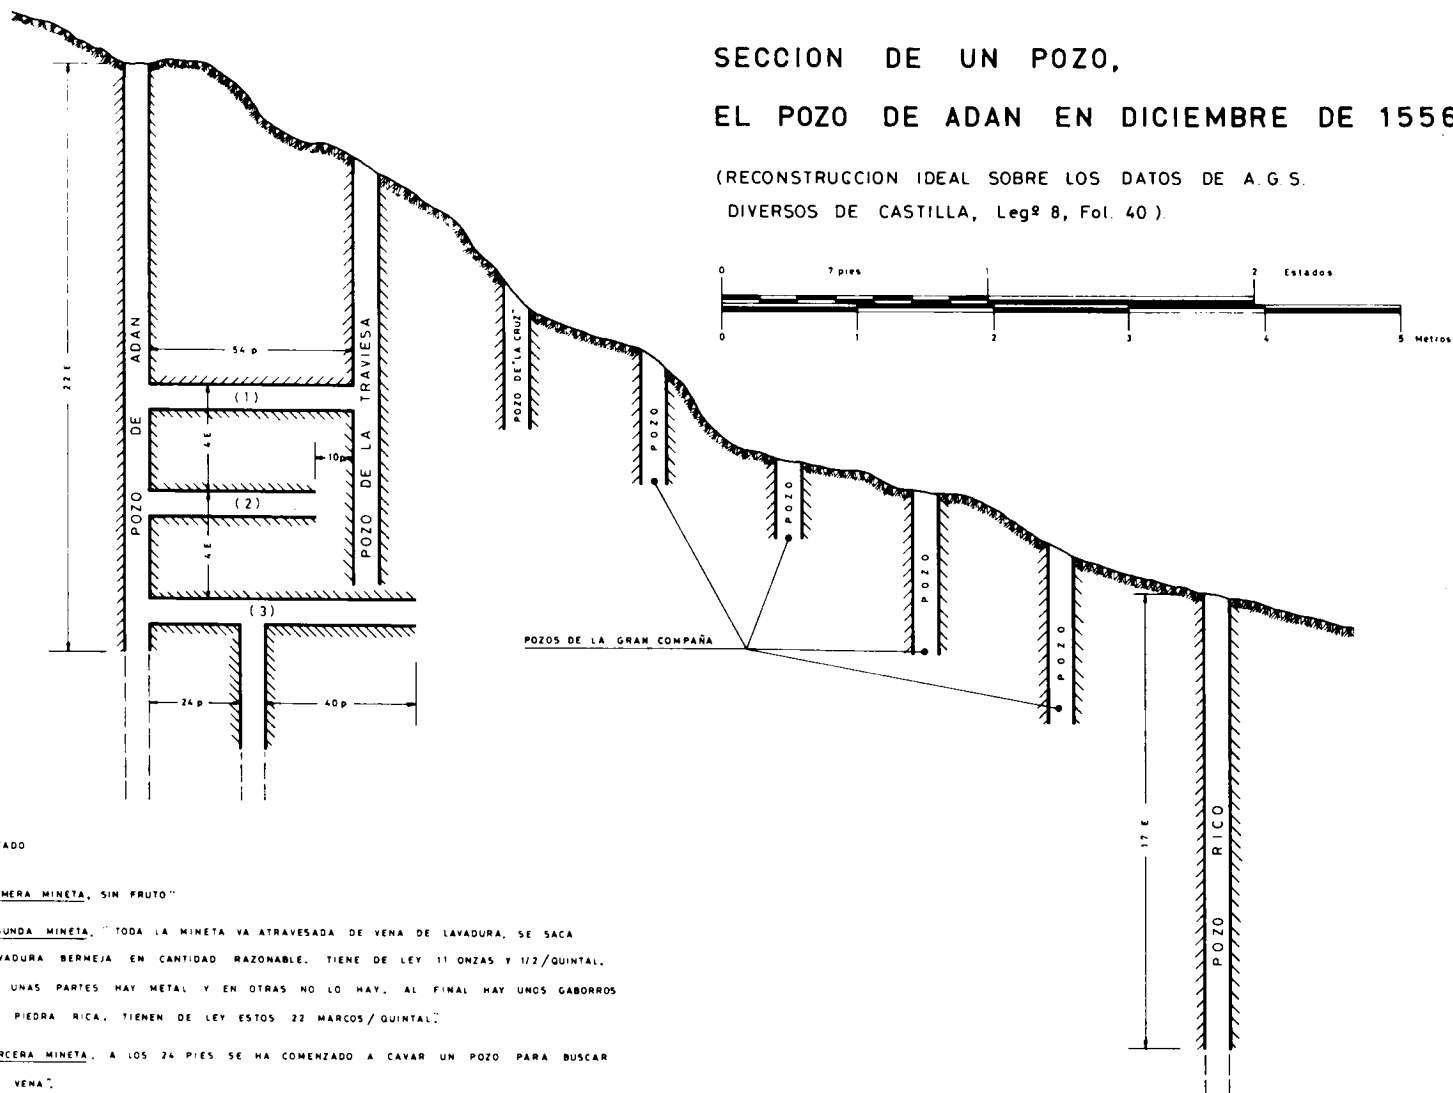 SECCION DE UN POZO,
EL POZO DE ADAN EN DICIEMBRE DE 1556
(RECONSTRUCCION IDEAL SOBRE LOS DATOS DE A.G.S.
DIVERSOS DE CASTILLA, Legº 8, Fol. 40).
0 7 pies 1 2 Estados
0 1 2 3 4 5 Metros
22 E
POZO DE ADAN
54 p
(1)
4E
10p
(2)
4E
(3)
24 p
40 p
POZO DE LA TRAVIESA
POZO DE "LA CRUZ"
POZO
POZO
POZO
POZO
POZOS DE LA GRAN COMPAÑA
17 E
POZO RICO
TADO
MERA MINETA, SIN FRUTO"
UNDA MINETA, "TODA LA MINETA VA ATRAVESADA DE VENA DE LAVADURA, SE SACA
VADURA BERMEJA EN CANTIDAD RAZONABLE. TIENE DE LEY 11 ONZAS Y 1/2/QUINTAL.
UNAS PARTES HAY METAL Y EN OTRAS NO LO HAY. AL FINAL HAY UNOS GABORROS
PIEDRA RICA, TIENEN DE LEY ESTOS 22 MARCOS/QUINTAL".
RCERA MINETA, A LOS 24 PIES SE HA COMENZADO A CAVAR UN POZO PARA BUSCAR
VENA".